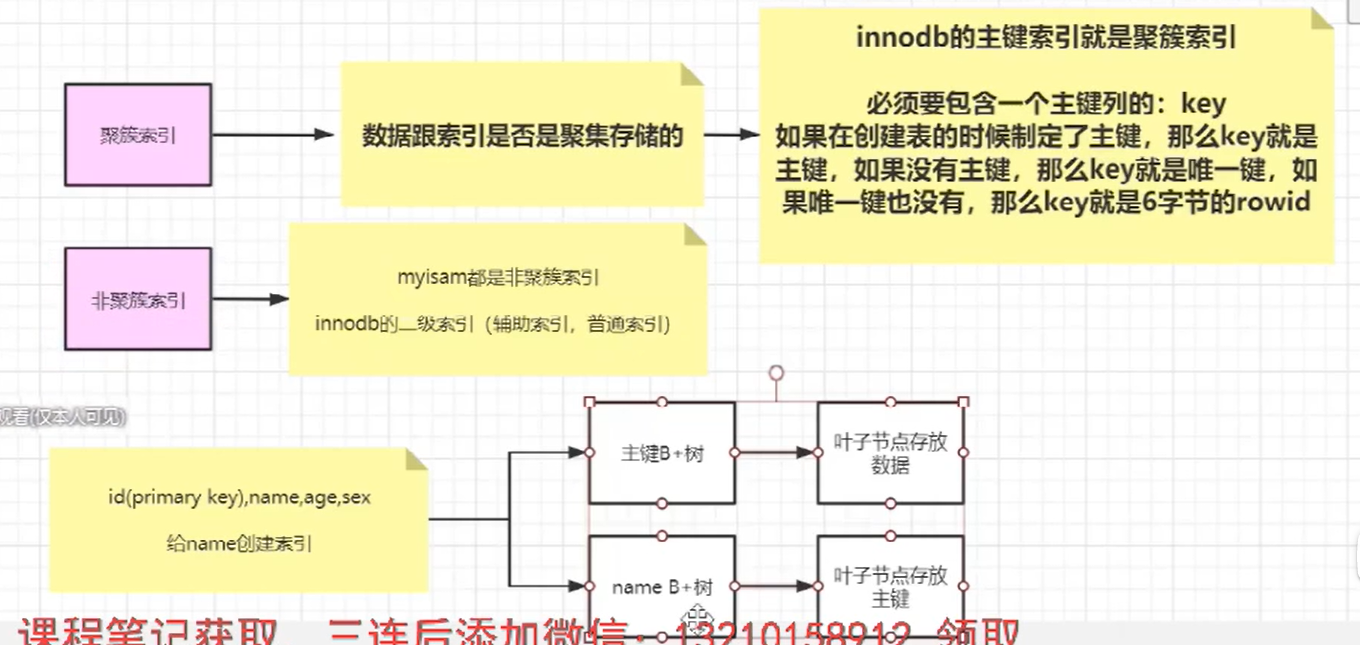 innodb的主键索引就是聚簇索引
必须要包含一个主键列的：key
如果在创建表的时候制定了主键，那么key就是
主键，如果没有主键，那么key就是唯一键，如
果唯一键也没有，那么key就是6字节的rowid
聚簇索引
数据跟索引是否是聚集存储的
非聚簇索引
myisam都是非聚簇索引
innodb的二级索引（辅助索引，普通索引）
观看(仅本人可见)
主键B+树
叶子节点存放
数据
id(primary key),name,age,sex
给name创建索引
name B+树
叶子节点存放
主键
课程笔记获取 三连后添加微信：13210158912 领取